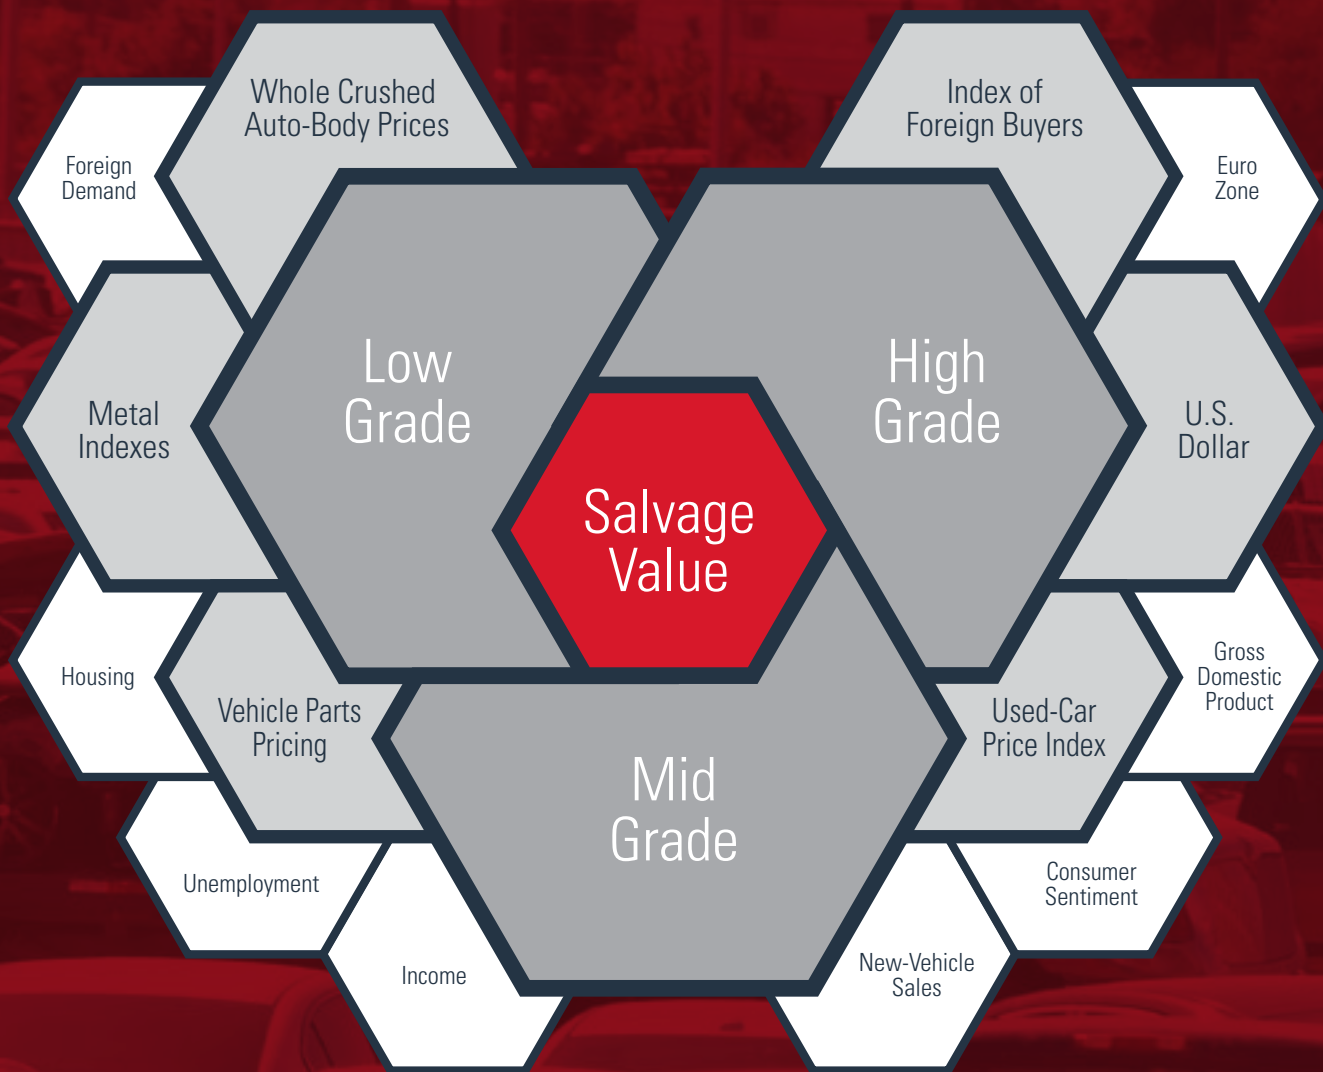 Whole Crushed
Auto-Body Prices
Index of
Foreign Buyers
Foreign
Demand
Euro
Zone
Low
Grade
High
Grade
Metal
Indexes
U.S.
Dollar
Salvage
Value
Housing
Gross
Domestic
Product
Vehicle Parts
Pricing
Used-Car
Price Index
Mid
Grade
Unemployment
Consumer
Sentiment
Income
New-Vehicle
Sales